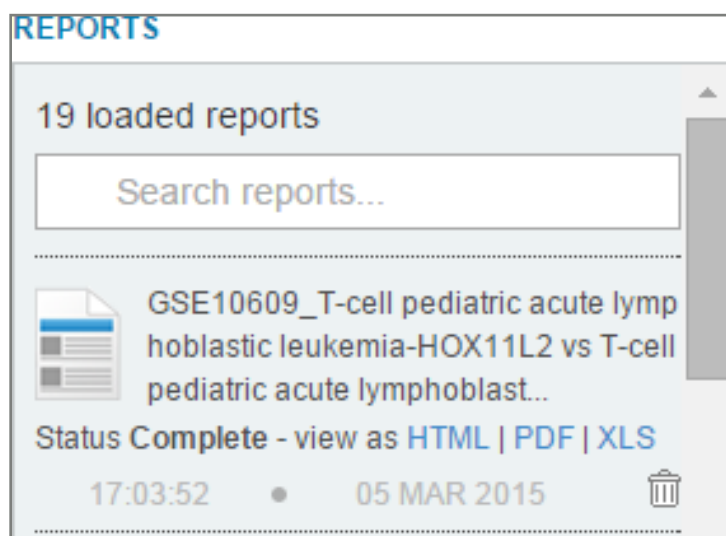 REPORTS
19 loaded reports
Search reports...
GSE10609_T-cell pediatric acute lymp
hoblastic leukemia-HOX11L2 vs T-cell
pediatric acute lymphoblast...
Status Complete - view as HTML | PDF | XLS
17:03:52 • 05 MAR 2015